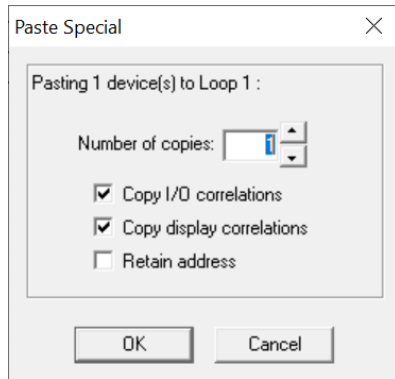 Paste Special
Pasting 1 device(s) to Loop 1 :
Number of copies: 1
Copy I/O correlations
Copy display correlations
Retain address
OK Cancel